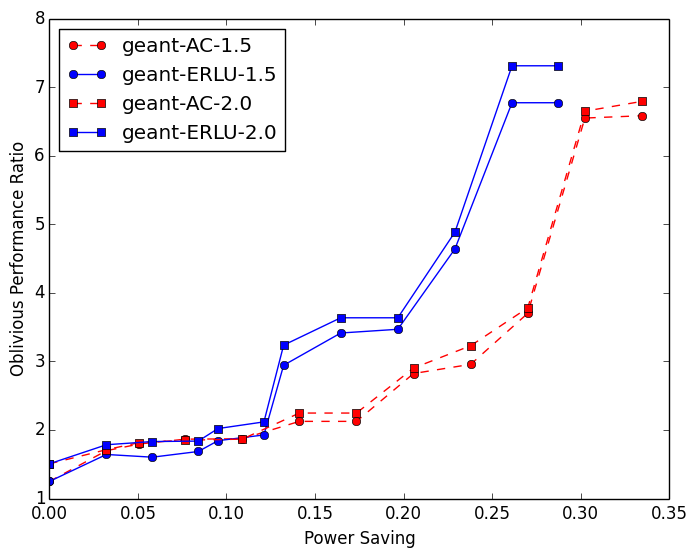 8
7
6
5
4
3
2
1
Oblivious Performance Ratio
geant-AC-1.5
geant-ERLU-1.5
geant-AC-2.0
geant-ERLU-2.0
0.00 0.05 0.10 0.15 0.20 0.25 0.30 0.35
Power Saving